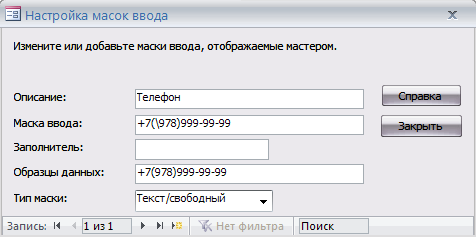 Настройка масок ввода
Измените или добавьте маски ввода, отображаемые мастером.
Описание: Телефон Справка
Маска ввода: +7(\978)999-99-99 Закрыть
Заполнитель:
Образцы данных: +7(978)999-99-99
Тип маски: Текст/свободный
Запись: 1 из 1 Нет фильтра Поиск